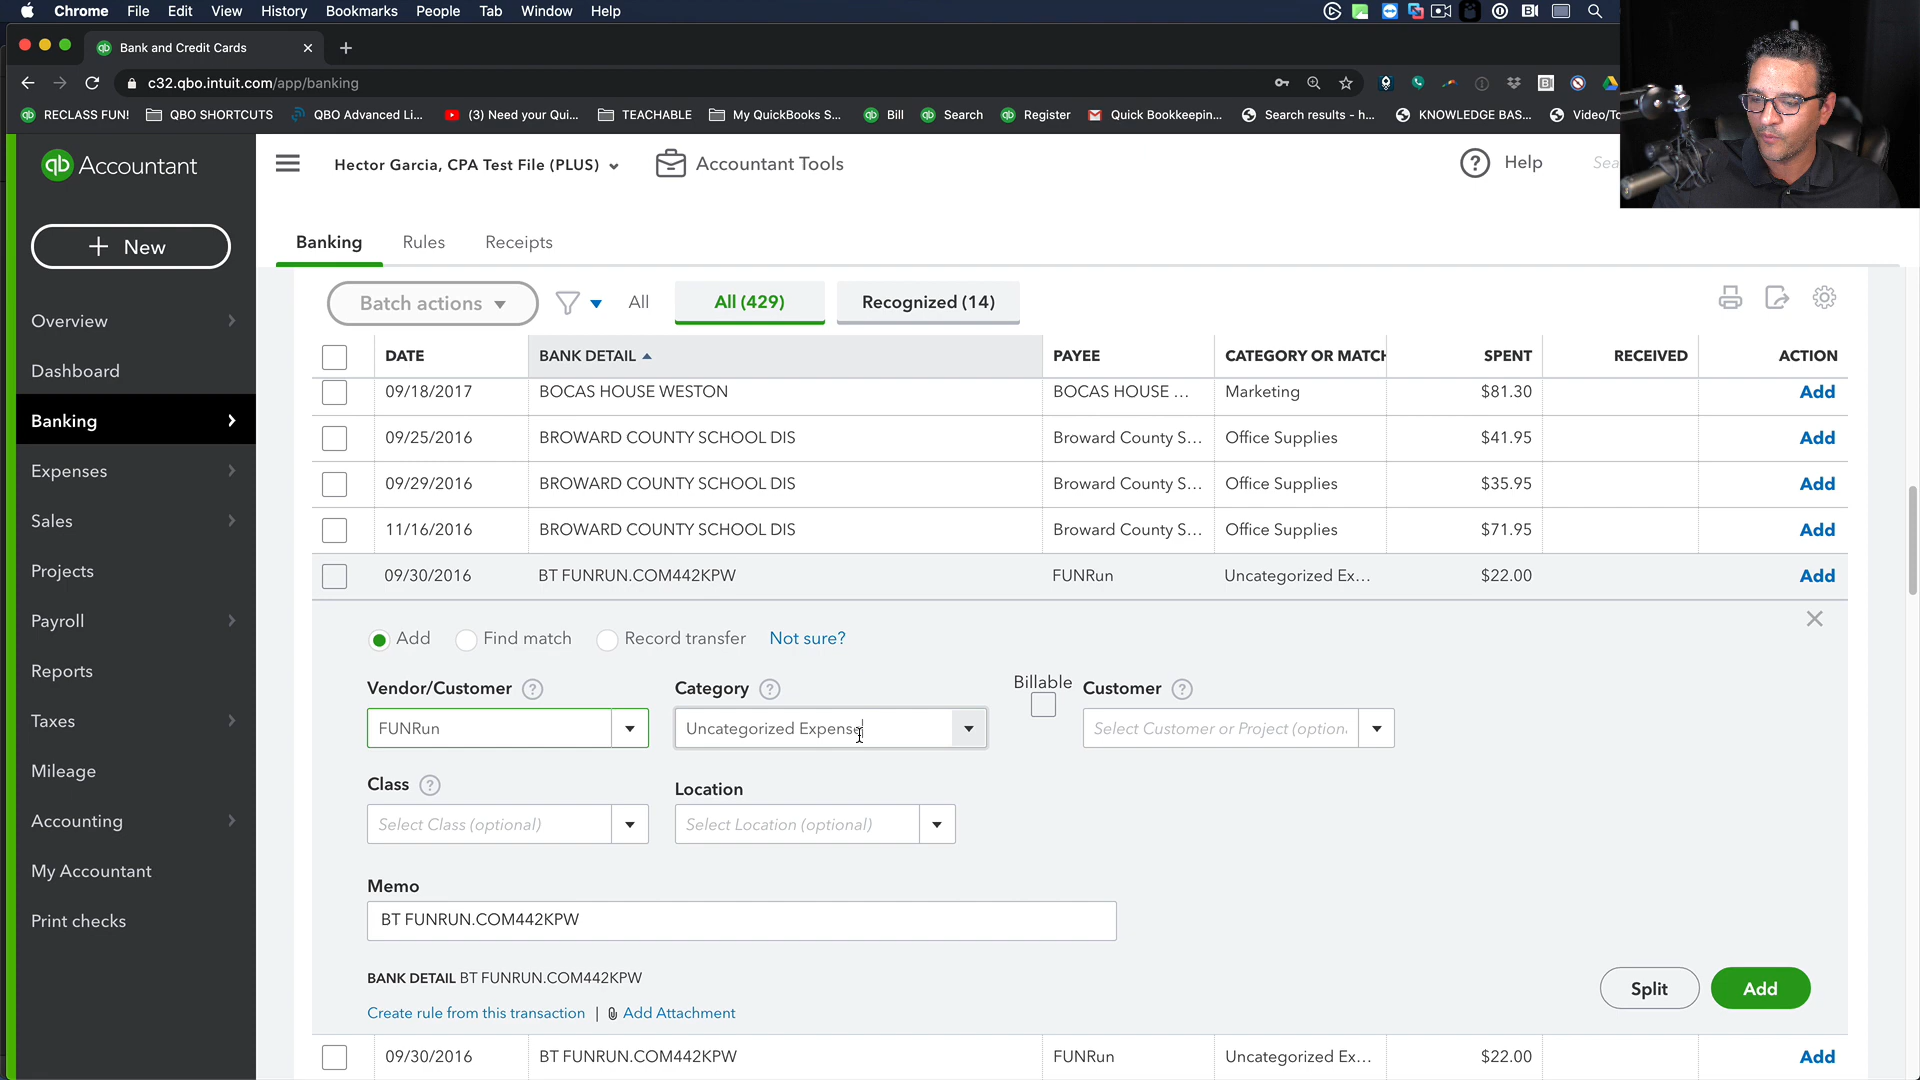 Chrome File Edit View History Bookmarks People Tab Window Help
Bank and Credit Cards
c32.qbo.intuit.com/app/banking
RECLASS FUN! QBO SHORTCUTS QBO Advanced Li... (3) Need your Qui... TEACHABLE My QuickBooks S... Bill Search Register Quick Bookkeepin... Search results - h... KNOWLEDGE BAS... Video/To
qb Accountant
Hector Garcia, CPA Test File (PLUS) Accountant Tools Help Sea
+ New
Banking Rules Receipts
Batch actions All All (429) Recognized (14)
Overview
Dashboard
Banking
Expenses
Sales
Projects
Payroll
Reports
Taxes
Mileage
Accounting
My Accountant
Print checks
DATE BANK DETAIL PAYEE CATEGORY OR MATCH SPENT RECEIVED ACTION
09/18/2017 BOCAS HOUSE WESTON BOCAS HOUSE ... Marketing $81.30 Add
09/25/2016 BROWARD COUNTY SCHOOL DIS Broward County S... Office Supplies $41.95 Add
09/29/2016 BROWARD COUNTY SCHOOL DIS Broward County S... Office Supplies $35.95 Add
11/16/2016 BROWARD COUNTY SCHOOL DIS Broward County S... Office Supplies $71.95 Add
09/30/2016 BT FUNRUN.COM442KPW FUNRun Uncategorized Ex... $22.00 Add
Add Find match Record transfer Not sure?
Vendor/Customer Category Billable Customer
FUNRun Uncategorized Expense Select Customer or Project (option
Class Location
Select Class (optional) Select Location (optional)
Memo
BT FUNRUN.COM442KPW
BANK DETAIL BT FUNRUN.COM442KPW
Split Add
Create rule from this transaction | Add Attachment
09/30/2016 BT FUNRUN.COM442KPW FUNRun Uncategorized Ex... $22.00 Add